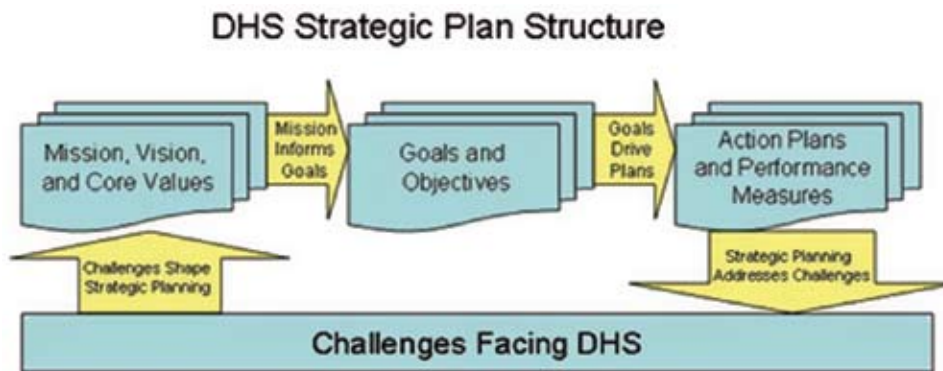 DHS Strategic Plan Structure
Mission, Vision,
and Core Values
Mission
Informs
Goals
Goals and
Objectives
Goals
Drive
Plans
Action Plans
and Performance
Measures
Challenges Shape
Strategic Planning
Strategic Planning
Addresses Challenges
Challenges Facing DHS